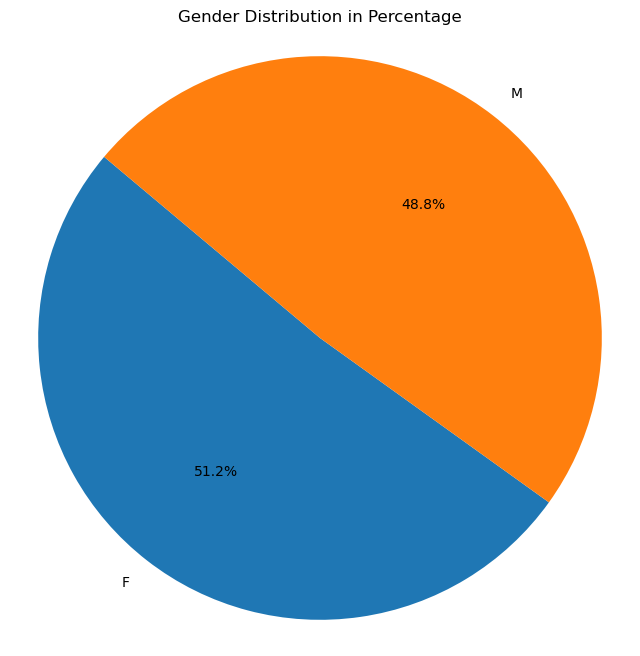 Gender Distribution in Percentage
M
48.8%
51.2%
F